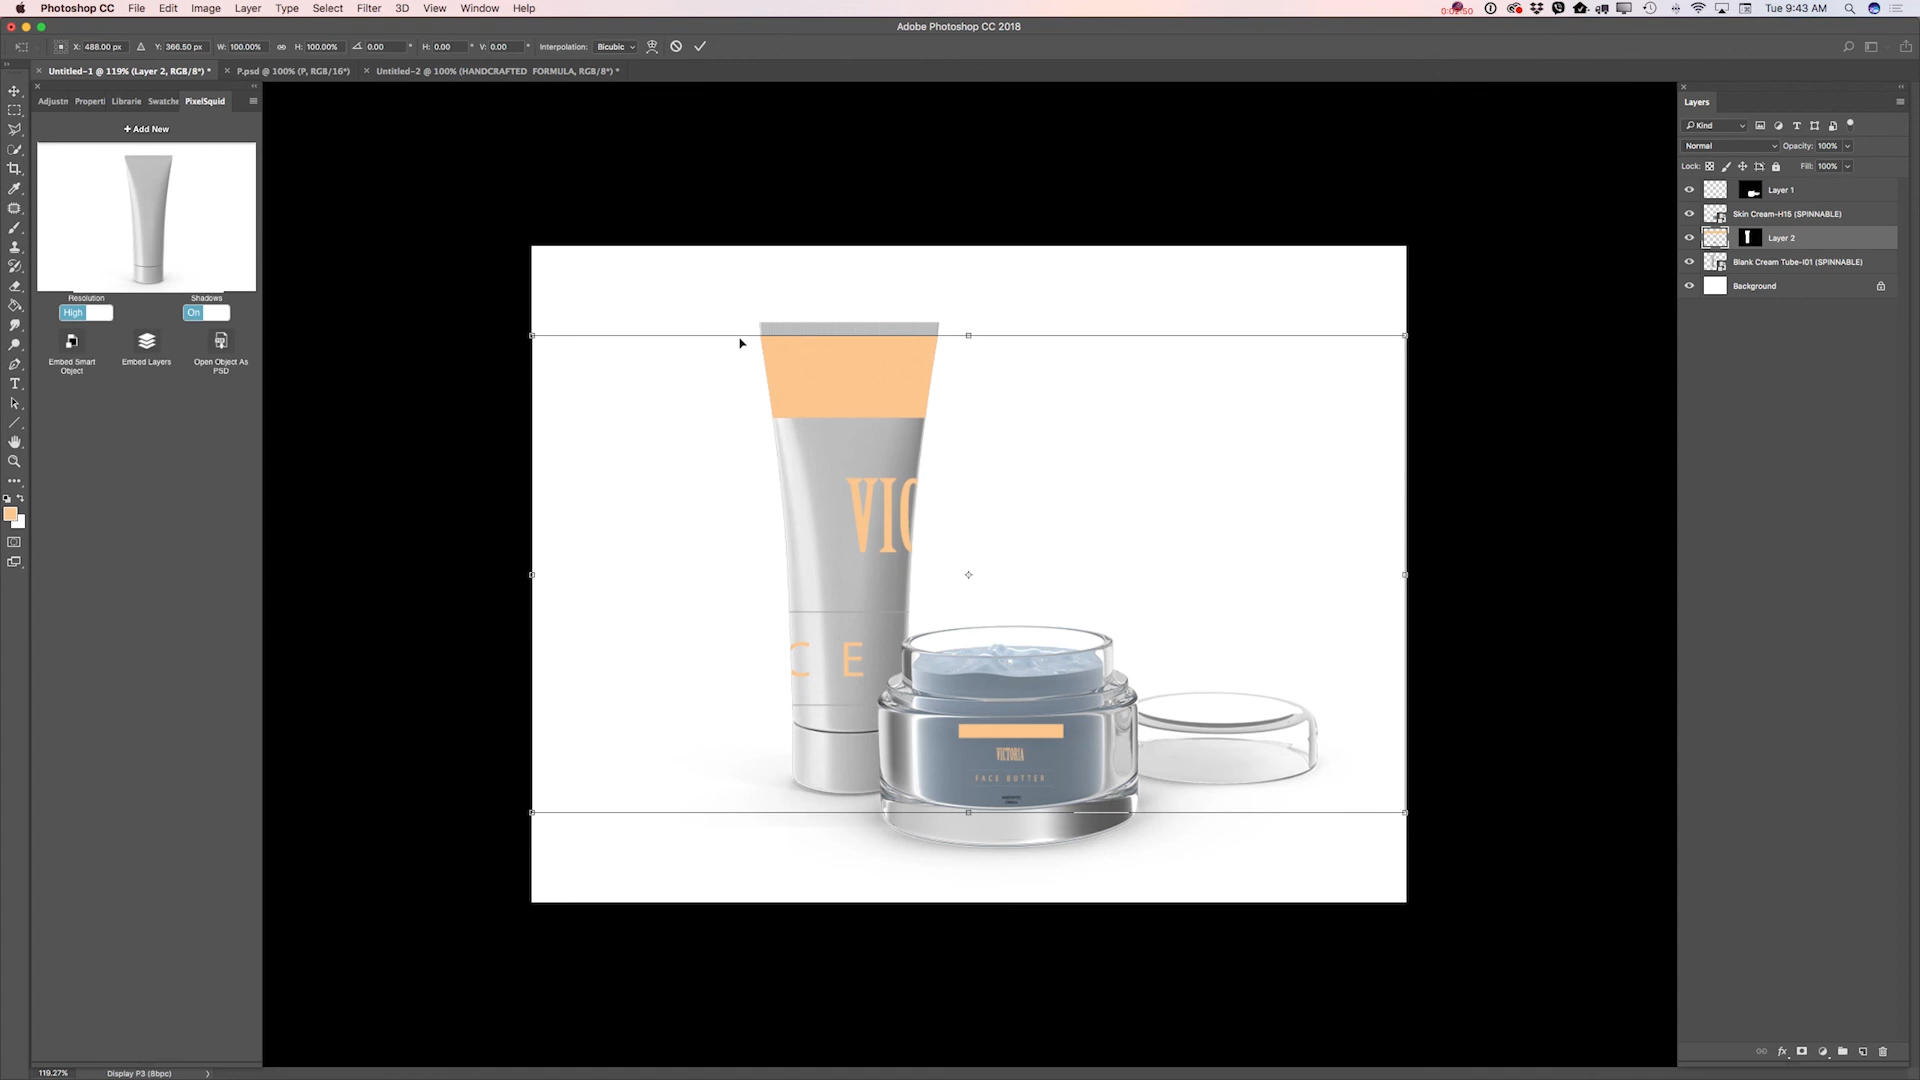 Photoshop CC File Edit Image Layer Type Select Filter 3D View Window Help
0:02:50 Tue 9:43 AM
Adobe Photoshop CC 2018
X: 488.00 px Y: 366.50 px W: 100.00% H: 100.00% 0.00 ° H: 0.00 ° V: 0.00 ° Interpolation: Bicubic
Untitled-1 @ 119% (Layer 2, RGB/8*) * P.psd @ 100% (P, RGB/16*) Untitled-2 @ 100% (HANDCRAFTED FORMULA, RGB/8*) *
Adjustm Properti Librarie Swatche PixelSquid
+ Add New
Resolution Shadows
High On
Embed Smart Object
Embed Layers
Open Object As PSD
VIC
C E
VICTORIA
FACE BUTTER
Layers
Kind
Normal Opacity: 100%
Lock: Fill: 100%
Layer 1
Skin Cream-H15 (SPINNABLE)
Layer 2
Blank Cream Tube-I01 (SPINNABLE)
Background
fx
119.27% Display P3 (8bpc)